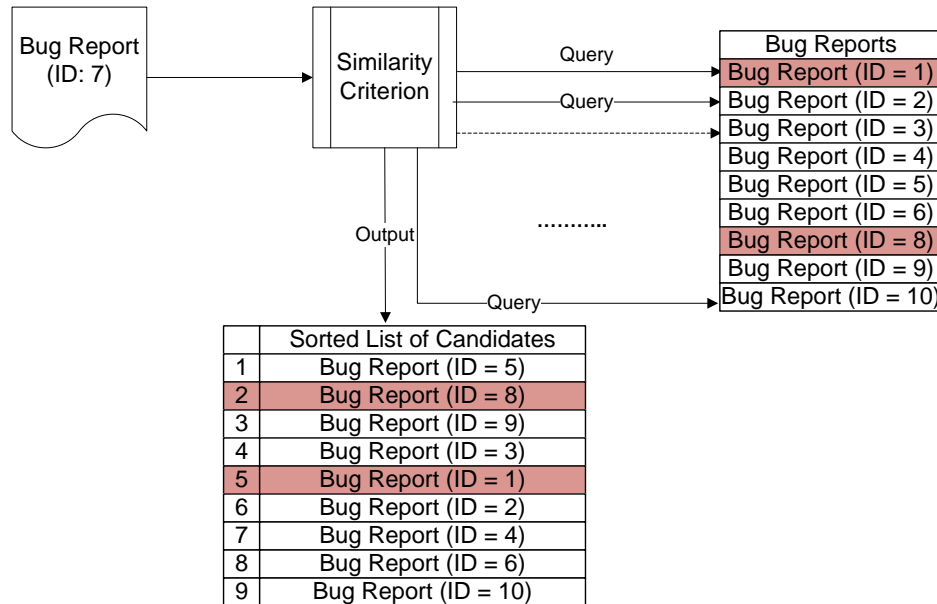 Bug Report
(ID: 7)
Similarity
Criterion
Query
Query
Query
Output
...........
Bug Reports
Bug Report (ID = 1)
Bug Report (ID = 2)
Bug Report (ID = 3)
Bug Report (ID = 4)
Bug Report (ID = 5)
Bug Report (ID = 6)
Bug Report (ID = 8)
Bug Report (ID = 9)
Bug Report (ID = 10)
Sorted List of Candidates
1 Bug Report (ID = 5)
2 Bug Report (ID = 8)
3 Bug Report (ID = 9)
4 Bug Report (ID = 3)
5 Bug Report (ID = 1)
6 Bug Report (ID = 2)
7 Bug Report (ID = 4)
8 Bug Report (ID = 6)
9 Bug Report (ID = 10)